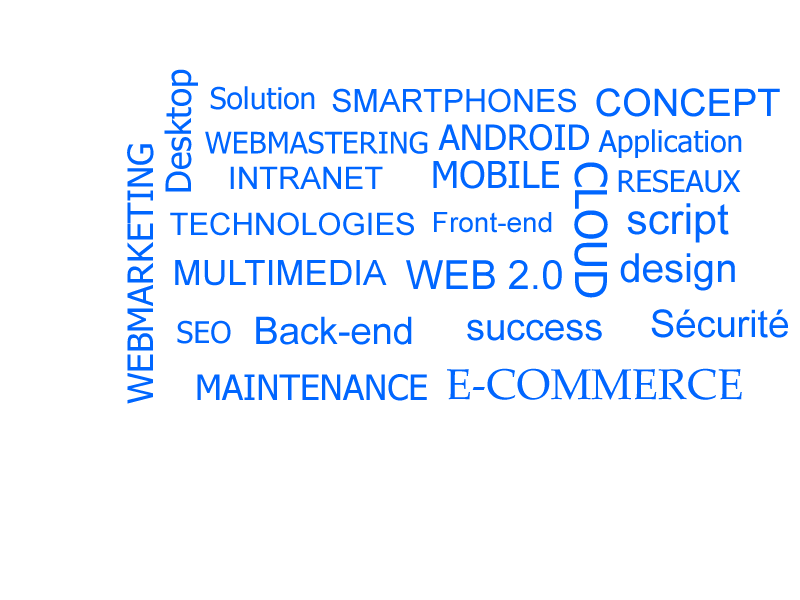 WEBMARKETING
Desktop
Solution SMARTPHONES CONCEPT
WEBMASTERING ANDROID Application
INTRANET MOBILE CLOUD RESEAUX
TECHNOLOGIES Front-end script
MULTIMEDIA WEB 2.0 design
SEO Back-end success Sécurité
MAINTENANCE E-COMMERCE